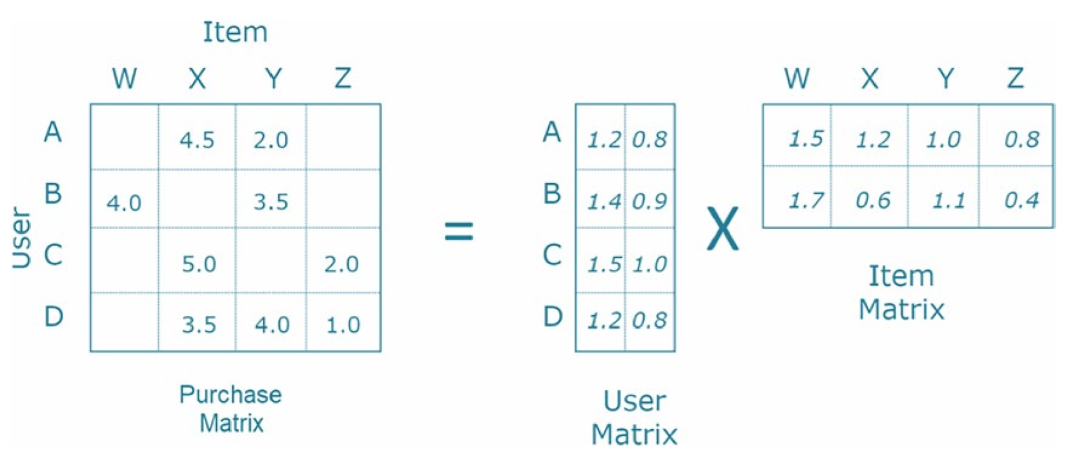 Item
W X Y Z
User
A 4.5 2.0
B 4.0 3.5
C 5.0 2.0
D 3.5 4.0 1.0
Purchase
Matrix
=
A 1.2 0.8
B 1.4 0.9
C 1.5 1.0
D 1.2 0.8
User
Matrix
X
W X Y Z
1.5 1.2 1.0 0.8
1.7 0.6 1.1 0.4
Item
Matrix